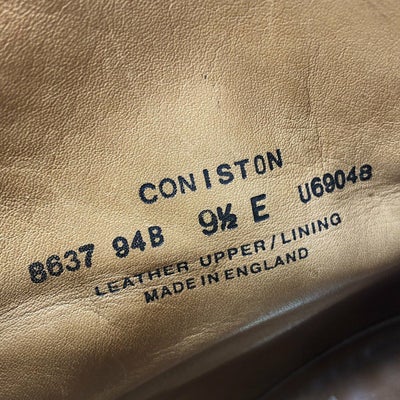 CONISTON
8637 94B 9½ E U69048
LEATHER UPPER/LINING
MADE IN ENGLAND